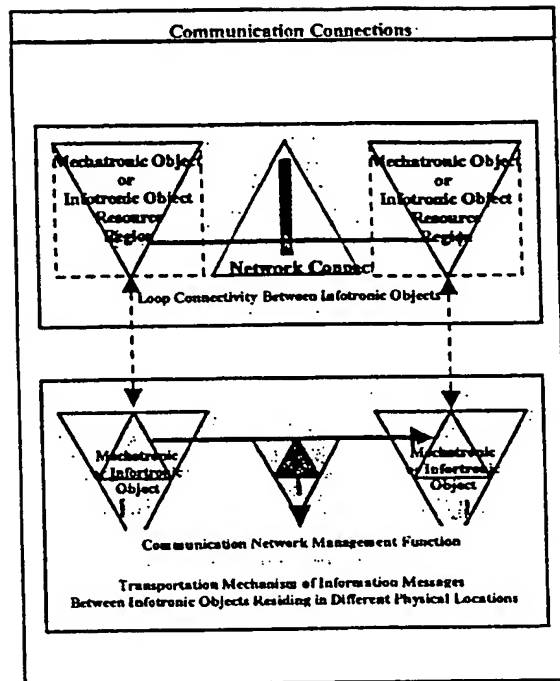 Communication Connections
Mechatronic Object
or
Infotronic Object
Resource
Region
Mechatronic Object
or
Infotronic Object
Resource
Region
Network Connect
Loop Connectivity Between Infotronic Objects
Mechatronic
or Infortronic
Object
Mechatronic
or Infortronic
Object
Communication Network Management Function
Transportation Mechanism of Information Messages
Between Infotronic Objects Residing in Different Physical Locations